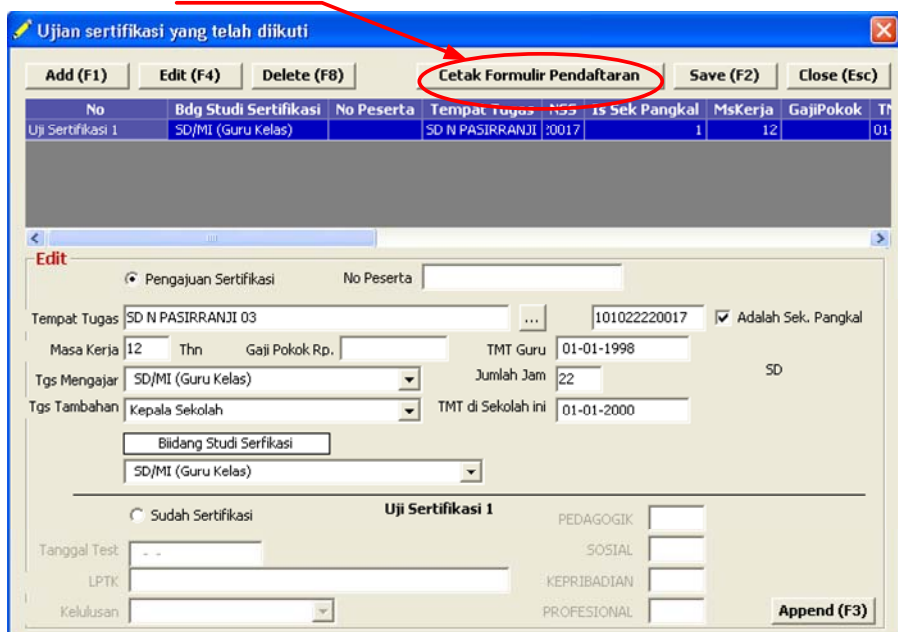 Ujian sertifikasi yang telah diikuti
Add (F1) Edit (F4) Delete (F8) Cetak Formulir Pendaftaran Save (F2) Close (Esc)
No Bdg Studi Sertifikasi No Peserta Tempat Tugas NSS Is Sek Pangkal MsKerja GajiPokok
Uji Sertifikasi 1 SD/MI (Guru Kelas) SD N PASIRRANJI 20017 1 12 01-
Edit
Pengajuan Sertifikasi No Peserta
Tempat Tugas SD N PASIRRANJI 03 ... 101022220017 Adalah Sek. Pangkal
Masa Kerja 12 Thn Gaji Pokok Rp. TMT Guru 01-01-1998
Tgs Mengajar SD/MI (Guru Kelas) Jumlah Jam 22 SD
Tgs Tambahan Kepala Sekolah TMT di Sekolah ini 01-01-2000
Biidang Studi Serfikasi
SD/MI (Guru Kelas)
Sudah Sertifikasi Uji Sertifikasi 1 PEDAGOGIK
Tanggal Test - - SOSIAL
LPTK KEPRIBADIAN
Kelulusan PROFESIONAL Append (F3)